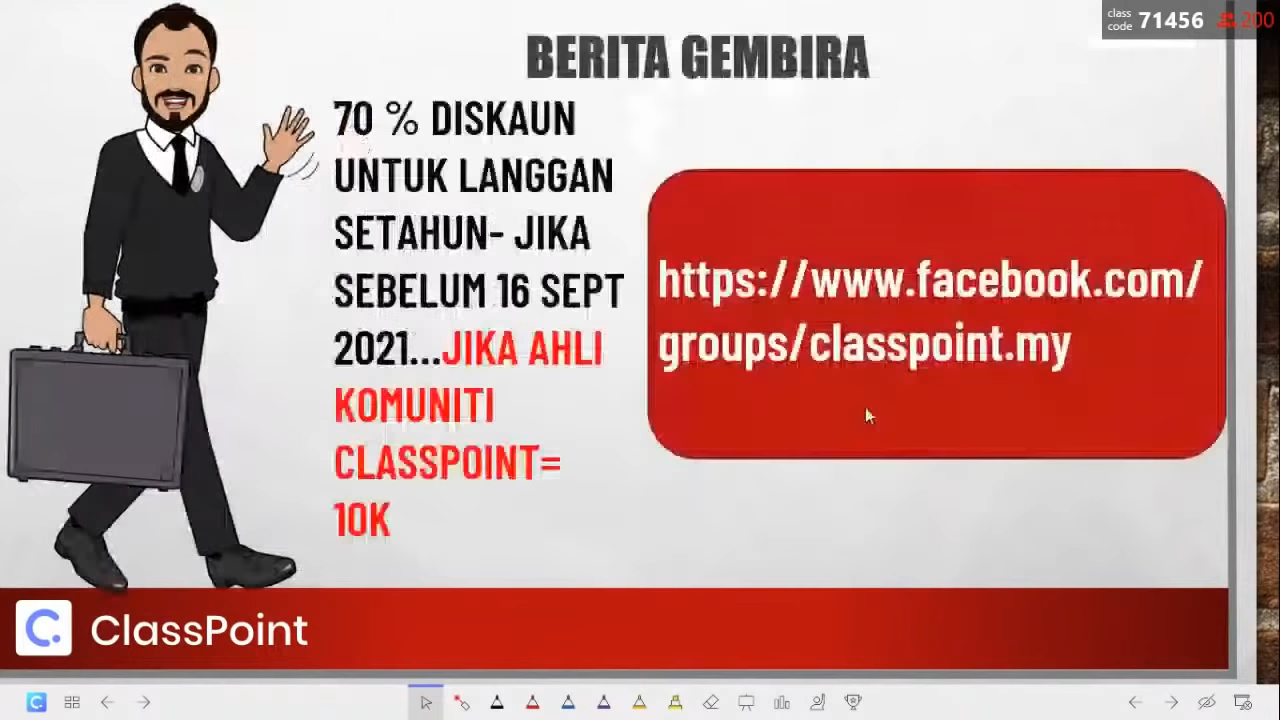 class code 71456 200
BERITA GEMBIRA
70 % DISKAUN
UNTUK LANGGAN
SETAHUN- JIKA
SEBELUM 16 SEPT
2021...JIKA AHLI
KOMUNITI
CLASSPOINT=
10K
https://www.facebook.com/
groups/classpoint.my
ClassPoint